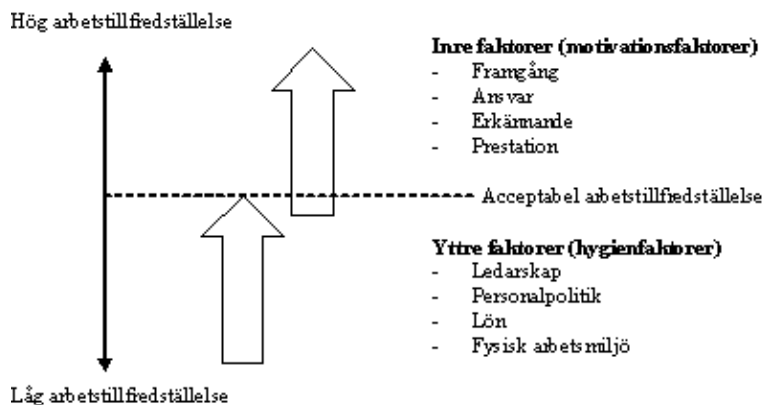 Hög arbetstillfredställelse
Inre faktorer (motivationsfaktorer)
- Framgång
- Ansvar
- Erkännande
- Prestation
Acceptabel arbetstillfredställelse
Yttre faktorer (hygienfaktorer)
- Ledarskap
- Personalpolitik
- Lön
- Fysisk arbetsmiljö
Låg arbetstillfredställelse